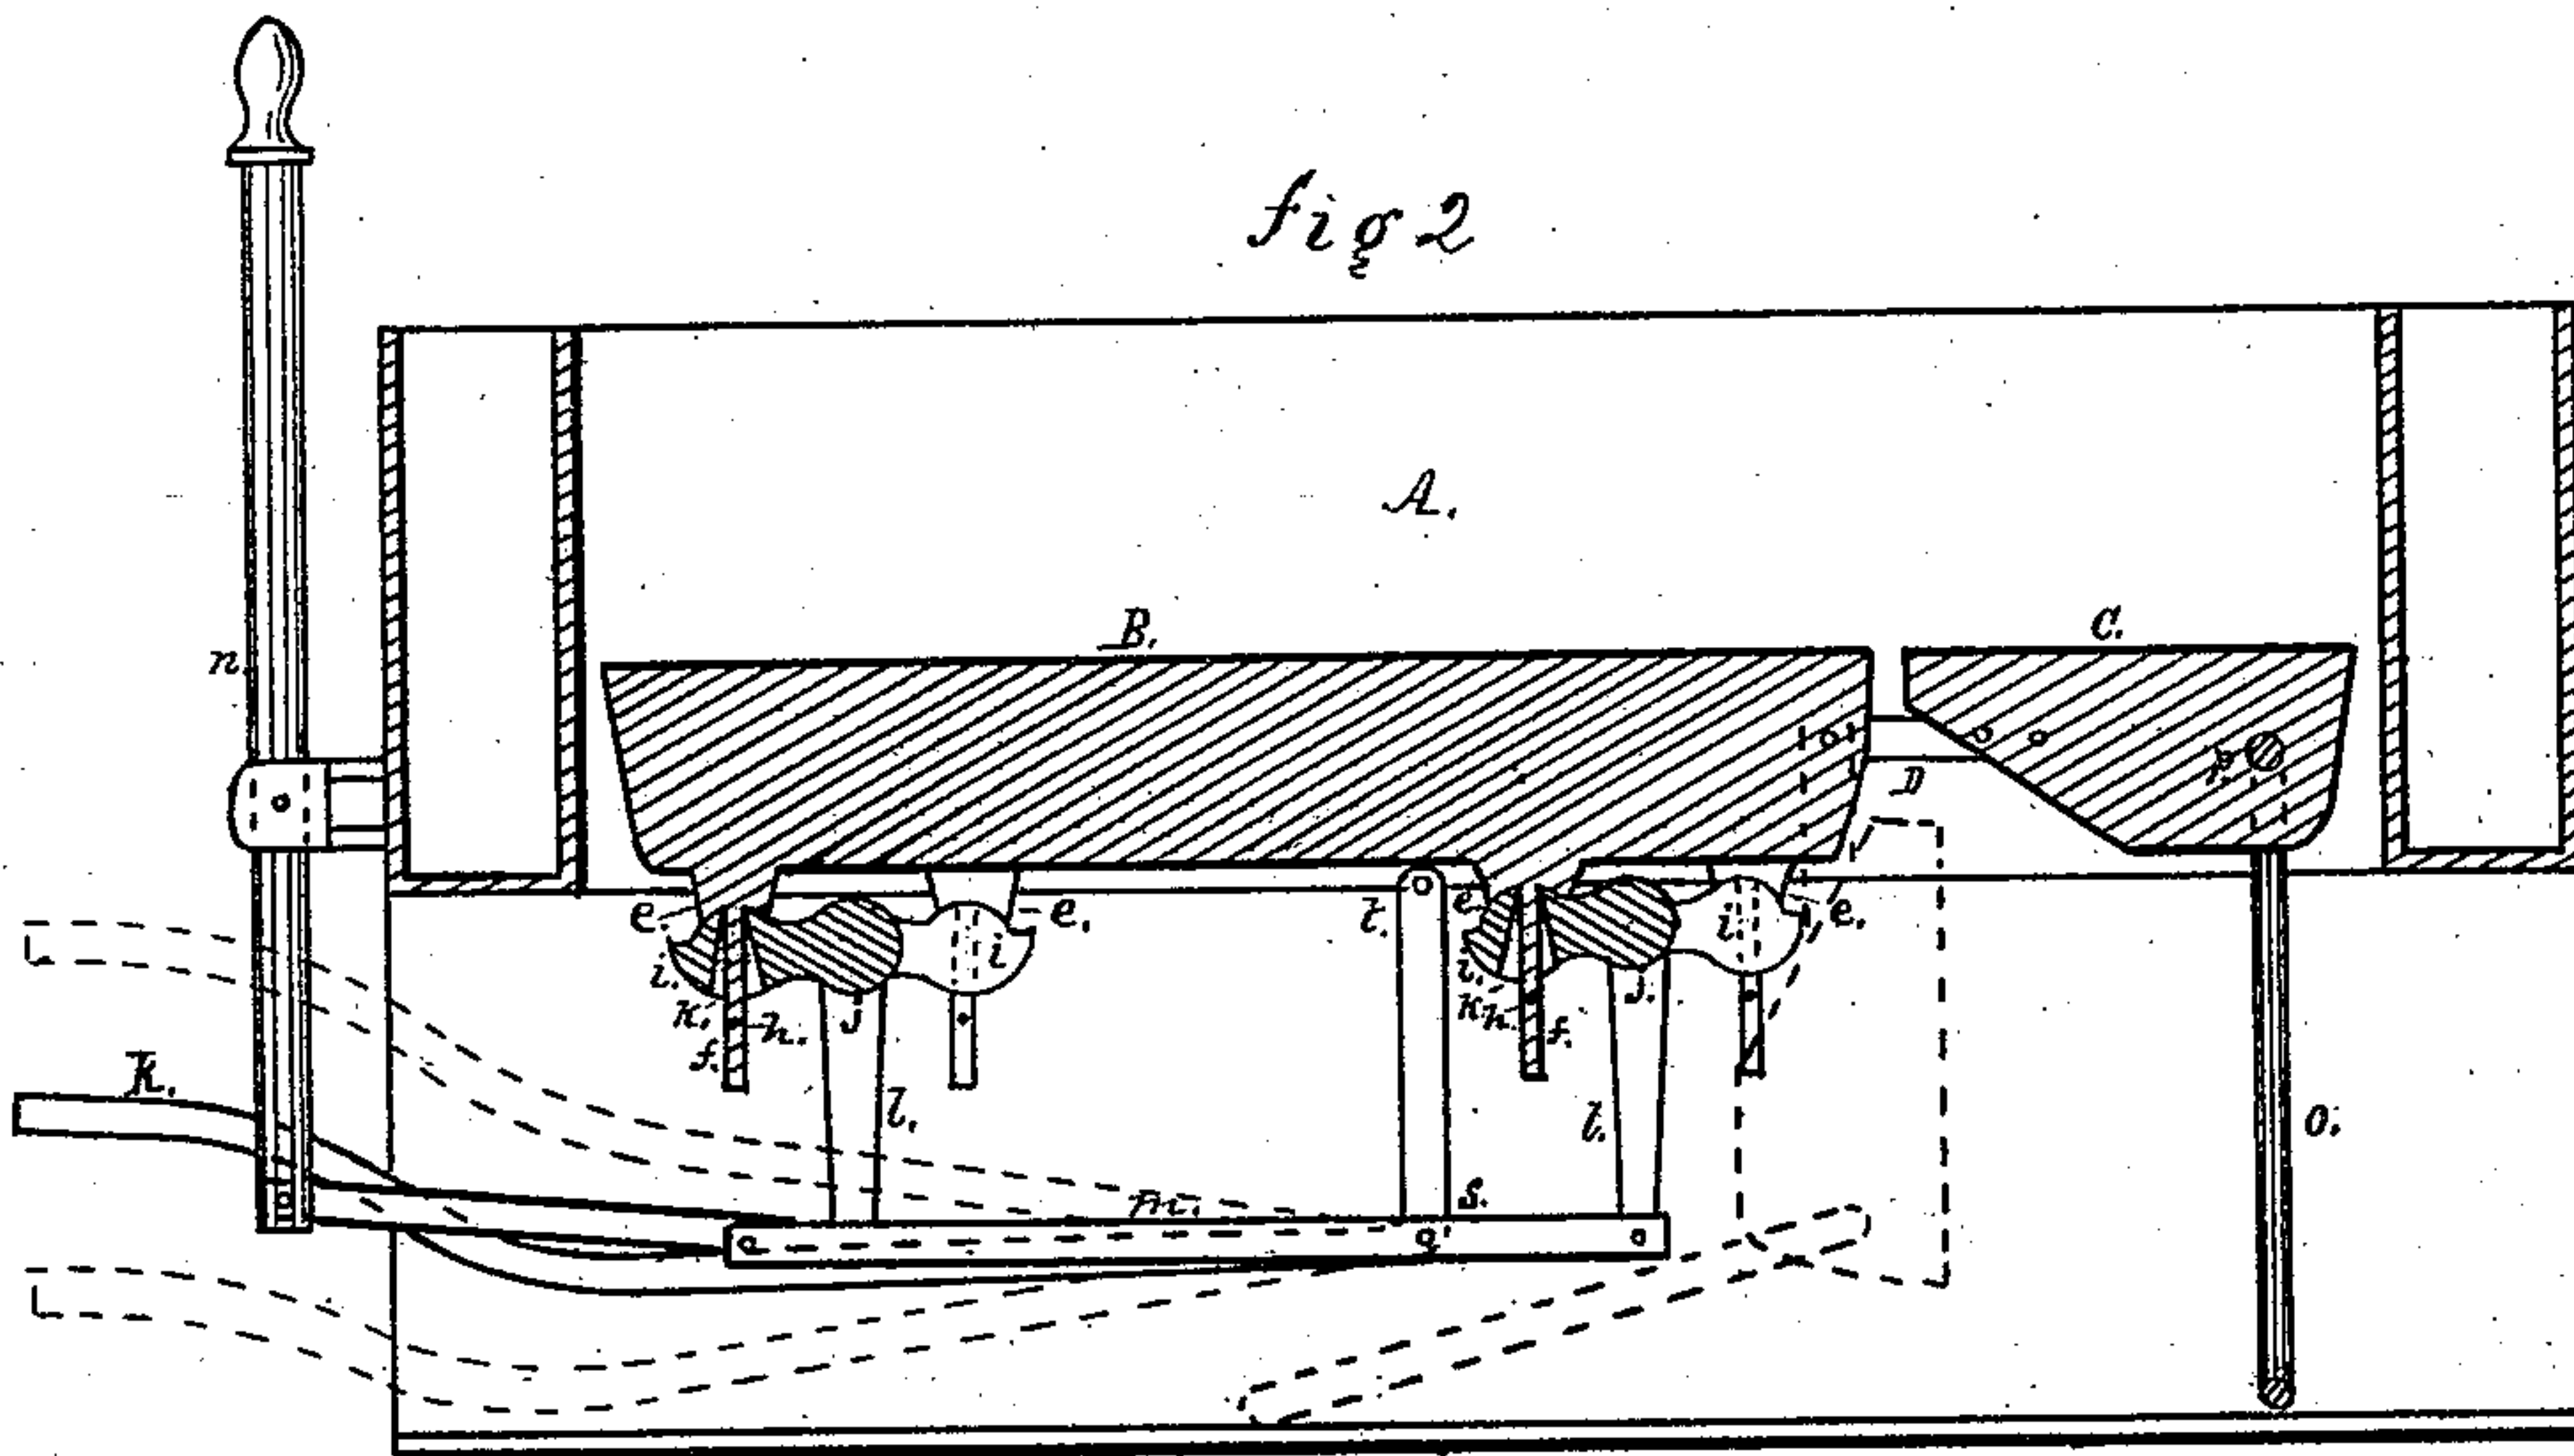 fig 2
A.
B.
C.
n
p.
D
e.
e.
t.
e
i
e.
i.
i
i.
k.
h.
j
k
h.
j.
f.
f.
K.
l.
l.
o.
m.
s.